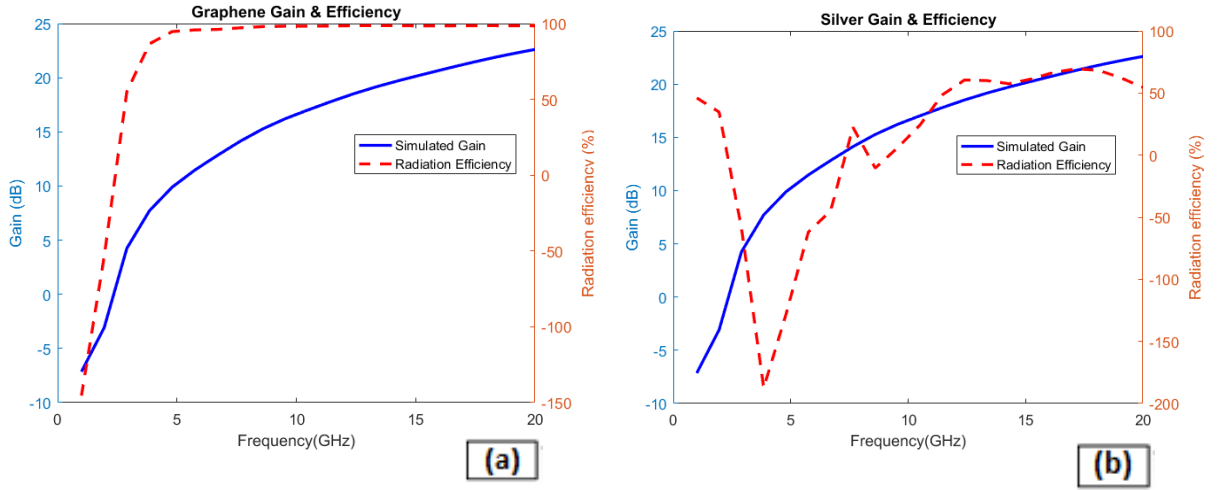 Graphene Gain & Efficiency
25
20
15
10
5
0
-5
-10
Gain (dB)
100
50
0
-50
-100
-150
Radiation efficiency (%)
Simulated Gain
Radiation Efficiency
0
5
10
15
20
Frequency(GHz)
(a)
Silver Gain & Efficiency
25
20
15
10
5
0
-5
-10
Gain (dB)
100
50
0
-50
-100
-150
-200
Radiation efficiency (%)
Simulated Gain
Radiation Efficiency
0
5
10
15
20
Frequency(GHz)
(b)